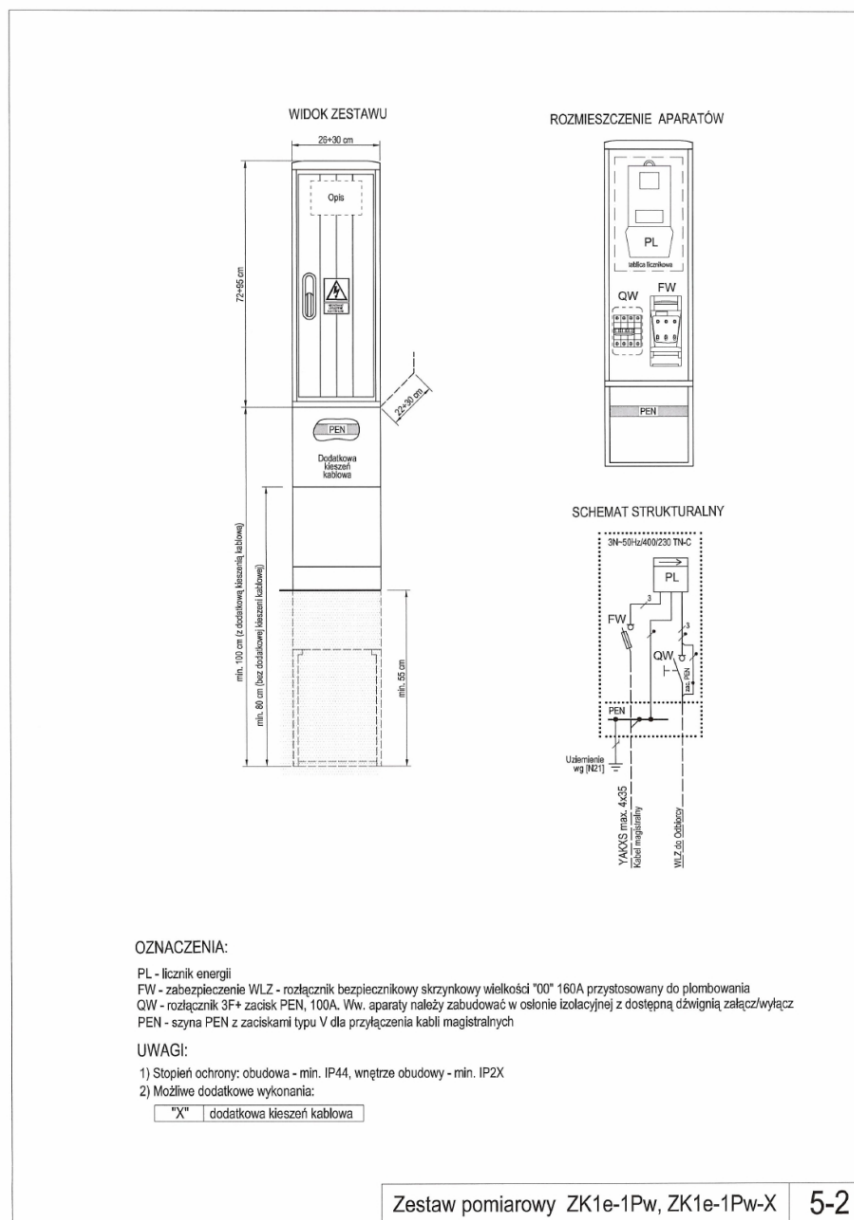 WIDOK ZESTAWU
26÷30 cm
Opis
72÷95 cm
22÷30 cm
PEN
Dodatkowa
kieszeń
kablowa
min. 100 cm (z dodatkową kieszenią kablową)
min. 80 cm (bez dodatkowej kieszeni kablowej)
min. 55 cm
ROZMIESZCZENIE APARATÓW
PL
tablica licznikowa
QW
FW
PEN
SCHEMAT STRUKTURALNY
3N~50Hz/400/230 TN-C
PL
3
FW
3
QW
zac. PEN
PEN
Uziemienie
wg [N21]
YAKXS max. 4x35
Kabel magistralny
WLZ do Odbiorcy
OZNACZENIA:
PL - licznik energii
FW - zabezpieczenie WLZ - rozłącznik bezpiecznikowy skrzynkowy wielkości "00" 160A przystosowany do plombowania
QW - rozłącznik 3F+ zacisk PEN, 100A. Ww. aparaty należy zabudować w osłonie izolacyjnej z dostępną dźwignią załącz/wyłącz
PEN - szyna PEN z zaciskami typu V dla przyłączenia kabli magistralnych
UWAGI:
1) Stopień ochrony: obudowa - min. IP44, wnętrze obudowy - min. IP2X
2) Możliwe dodatkowe wykonania:
"X" dodatkowa kieszeń kablowa
Zestaw pomiarowy ZK1e-1Pw, ZK1e-1Pw-X 5-2